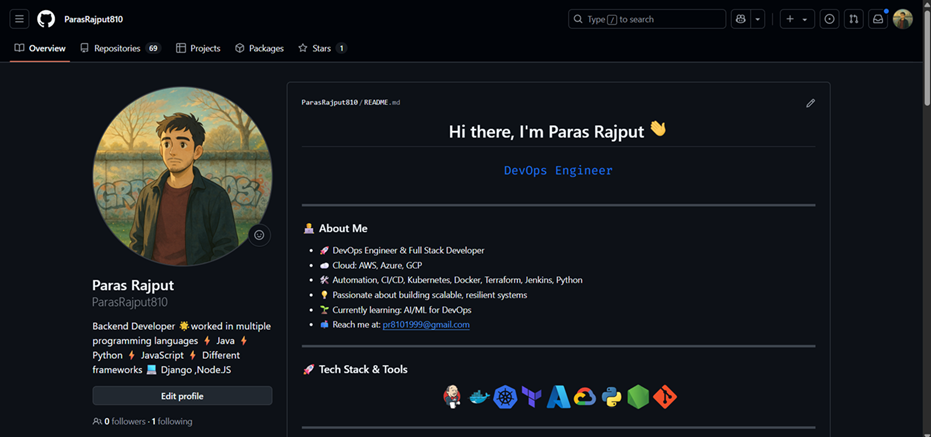 ParasRajput810
Type / to search
Overview
Repositories 69
Projects
Packages
Stars 1
ParasRajput810/README.md
Hi there, I'm Paras Rajput 👋
DevOps Engineer
🧑‍💻 About Me
🚀 DevOps Engineer & Full Stack Developer
☁️ Cloud: AWS, Azure, GCP
🛠️ Automation, CI/CD, Kubernetes, Docker, Terraform, Jenkins, Python
💡 Passionate about building scalable, resilient systems
🌱 Currently learning: AI/ML for DevOps
📫 Reach me at: pr8101999@gmail.com
🚀 Tech Stack & Tools
Paras Rajput
ParasRajput810
Backend Developer 🌟worked in multiple
programming languages ⚡ Java ⚡
Python ⚡ JavaScript ⚡ Different
frameworks 💻 Django ,NodeJS
Edit profile
0 followers · 1 following